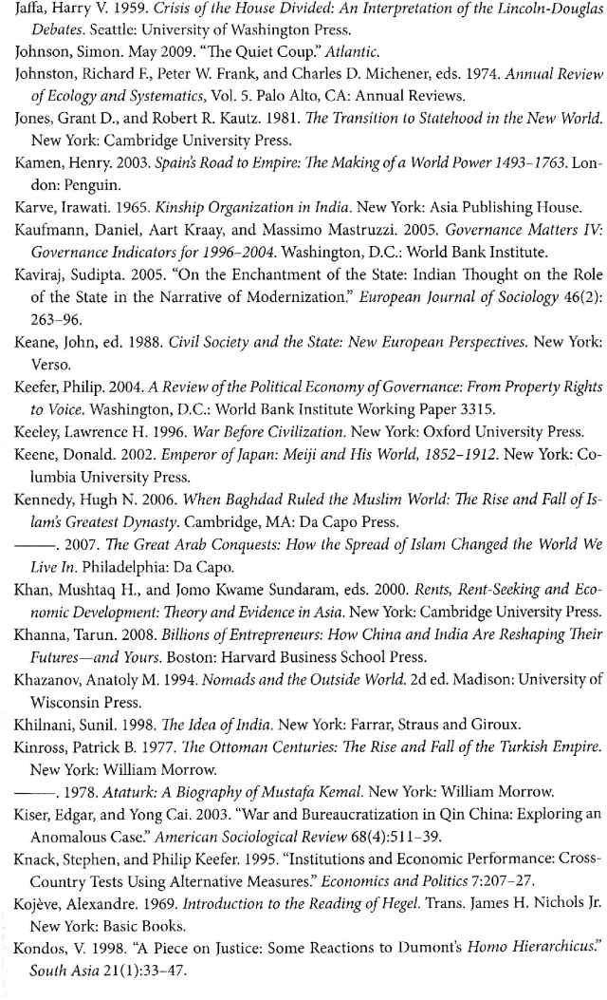 Jaffa, Harry V. 1959. Crisis of the House Divided: An Interpretation of the Lincoln-Douglas
Debates. Seattle: University of Washington Press.
Johnson, Simon. May 2009. “The Quiet Coup.” Atlantic.
Johnston, Richard F., Peter W. Frank, and Charles D. Michener, eds. 1974. Annual Review
of Ecology and Systematics, Vol. 5. Palo Alto, CA: Annual Reviews.
Jones, Grant D., and Robert R. Kautz. 1981. The Transition to Statehood in the New World.
New York: Cambridge University Press.
Kamen, Henry. 2003. Spain’s Road to Empire: The Making of a World Power 1493–1763. Lon-
don: Penguin.
Karve, Irawati. 1965. Kinship Organization in India. New York: Asia Publishing House.
Kaufmann, Daniel, Aart Kraay, and Massimo Mastruzzi. 2005. Governance Matters IV:
Governance Indicators for 1996–2004. Washington, D.C.: World Bank Institute.
Kaviraj, Sudipta. 2005. “On the Enchantment of the State: Indian Thought on the Role
of the State in the Narrative of Modernization.” European Journal of Sociology 46(2):
263–96.
Keane, John, ed. 1988. Civil Society and the State: New European Perspectives. New York:
Verso.
Keefer, Philip. 2004. A Review of the Political Economy of Governance: From Property Rights
to Voice. Washington, D.C.: World Bank Institute Working Paper 3315.
Keeley, Lawrence H. 1996. War Before Civilization. New York: Oxford University Press.
Keene, Donald. 2002. Emperor of Japan: Meiji and His World, 1852–1912. New York: Co-
lumbia University Press.
Kennedy, Hugh N. 2006. When Baghdad Ruled the Muslim World: The Rise and Fall of Is-
lam’s Greatest Dynasty. Cambridge, MA: Da Capo Press.
———. 2007. The Great Arab Conquests: How the Spread of Islam Changed the World We
Live In. Philadelphia: Da Capo.
Khan, Mushtaq H., and Jomo Kwame Sundaram, eds. 2000. Rents, Rent-Seeking and Eco-
nomic Development: Theory and Evidence in Asia. New York: Cambridge University Press.
Khanna, Tarun. 2008. Billions of Entrepreneurs: How China and India Are Reshaping Their
Futures—and Yours. Boston: Harvard Business School Press.
Khazanov, Anatoly M. 1994. Nomads and the Outside World. 2d ed. Madison: University of
Wisconsin Press.
Khilnani, Sunil. 1998. The Idea of India. New York: Farrar, Straus and Giroux.
Kinross, Patrick B. 1977. The Ottoman Centuries: The Rise and Fall of the Turkish Empire.
New York: William Morrow.
———. 1978. Ataturk: A Biography of Mustafa Kemal. New York: William Morrow.
Kiser, Edgar, and Yong Cai. 2003. “War and Bureaucratization in Qin China: Exploring an
Anomalous Case.” American Sociological Review 68(4):511–39.
Knack, Stephen, and Philip Keefer. 1995. “Institutions and Economic Performance: Cross-
Country Tests Using Alternative Measures.” Economics and Politics 7:207–27.
Kojève, Alexandre. 1969. Introduction to the Reading of Hegel. Trans. James H. Nichols Jr.
New York: Basic Books.
Kondos, V. 1998. “A Piece on Justice: Some Reactions to Dumont’s Homo Hierarchicus.”
South Asia 21(1):33–47.